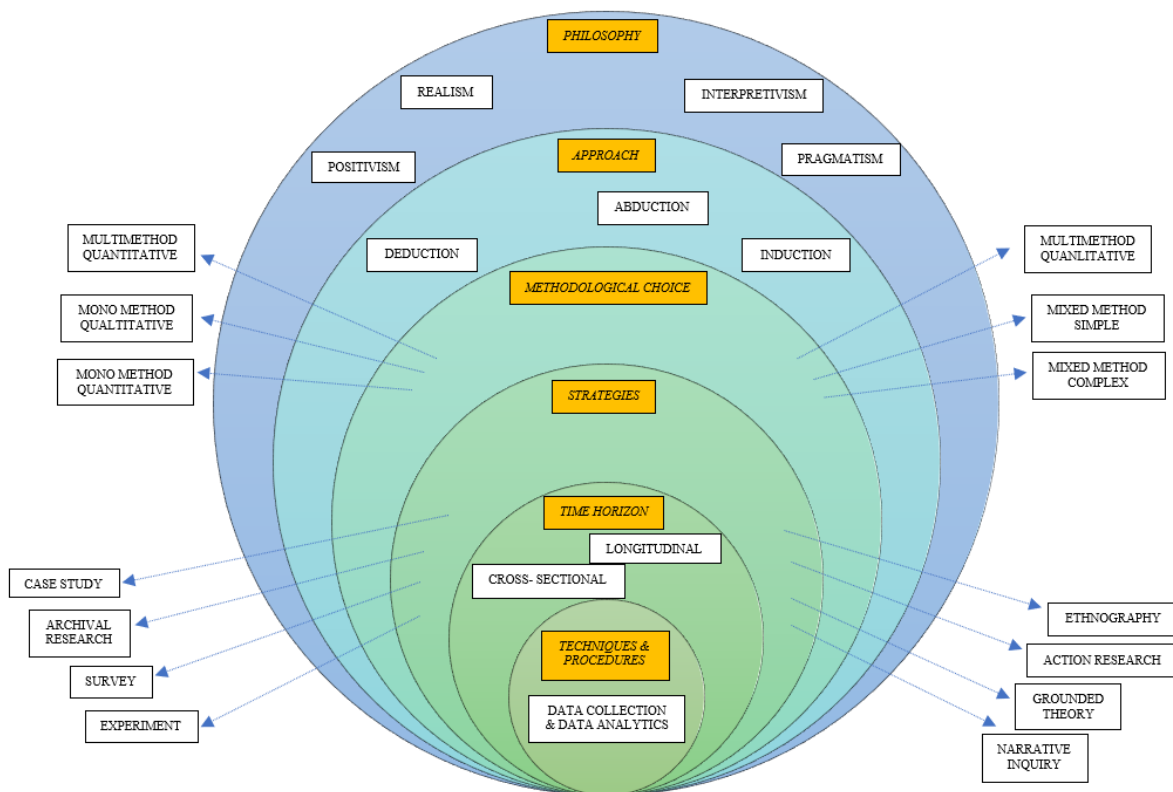 PHILOSOPHY
REALISM
INTERPRETIVISM
POSITIVISM
APPROACH
PRAGMATISM
ABDUCTION
DEDUCTION
INDUCTION
MULTIMETHOD
QUANTITATIVE
MULTIMETHOD
QUANLITATIVE
METHODOLOGICAL CHOICE
MONO METHOD
QUALTITATIVE
MIXED METHOD
SIMPLE
MONO METHOD
QUANTITATIVE
MIXED METHOD
COMPLEX
STRATEGIES
TIME HORIZON
LONGITUDINAL
CROSS- SECTIONAL
CASE STUDY
ARCHIVAL
RESEARCH
SURVEY
EXPERIMENT
ETHNOGRAPHY
ACTION RESEARCH
GROUNDED
THEORY
NARRATIVE
INQUIRY
TECHNIQUES &
PROCEDURES
DATA COLLECTION
& DATA ANALYTICS